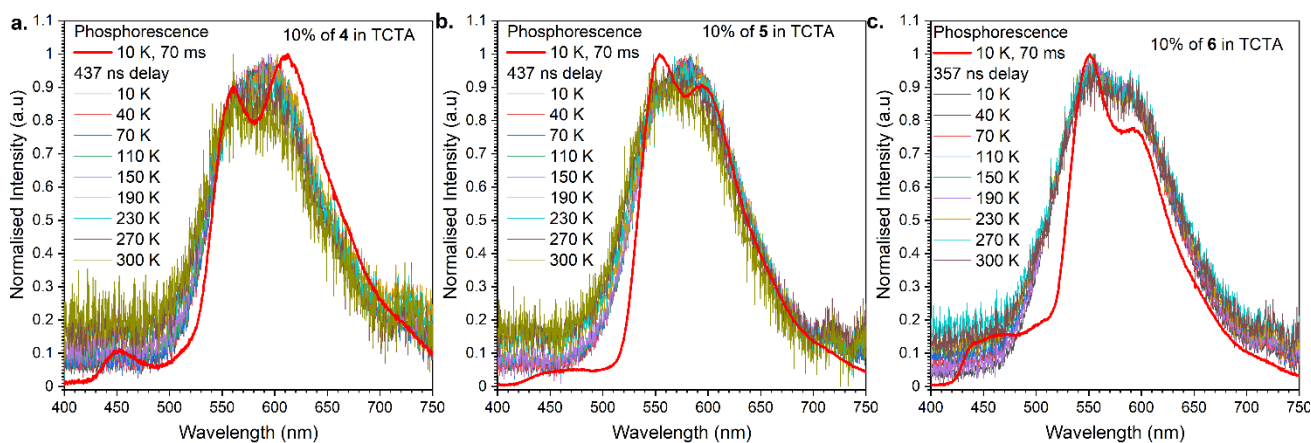 a.
Phosphorescence
10 K, 70 ms
437 ns delay
10 K
40 K
70 K
110 K
150 K
190 K
230 K
270 K
300 K
10% of 4 in TCTA
Normalised Intensity (a.u)
1.1
1
0.9
0.8
0.7
0.6
0.5
0.4
0.3
0.2
0.1
0
400 450 500 550 600 650 700 750
Wavelength (nm)
b.
Phosphorescence
10 K, 70 ms
437 ns delay
10 K
40 K
70 K
110 K
150 K
190 K
230 K
270 K
300 K
10% of 5 in TCTA
Normalised Intensity (a.u)
1.1
1
0.9
0.8
0.7
0.6
0.5
0.4
0.3
0.2
0.1
0
400 450 500 550 600 650 700 750
Wavelength (nm)
c.
Phosphorescence
10 K, 70 ms
357 ns delay
10 K
40 K
70 K
110 K
150 K
190 K
230 K
270 K
300 K
10% of 6 in TCTA
Normalised Intensity (a.u)
1.1
1
0.9
0.8
0.7
0.6
0.5
0.4
0.3
0.2
0.1
0
400 450 500 550 600 650 700 750
Wavelength (nm)